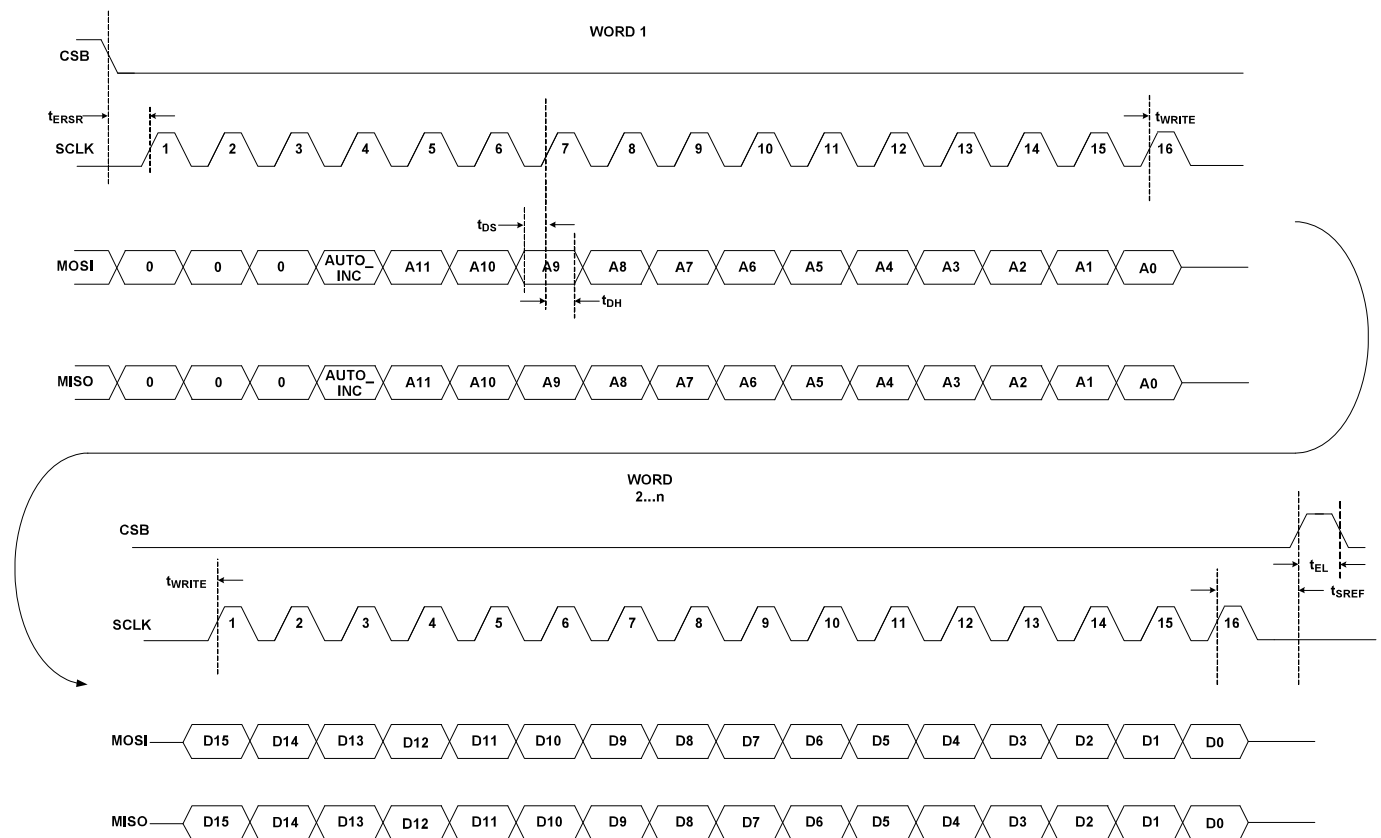 WORD 1
CSB
tERSR
tWRITE
SCLK 1 2 3 4 5 6 7 8 9 10 11 12 13 14 15 16
tDS
MOSI 0 0 0 AUTO– INC A11 A10 A9 A8 A7 A6 A5 A4 A3 A2 A1 A0
tDH
MISO 0 0 0 AUTO– INC A11 A10 A9 A8 A7 A6 A5 A4 A3 A2 A1 A0
WORD
2...n
CSB
tEL
tWRITE
tSREF
SCLK 1 2 3 4 5 6 7 8 9 10 11 12 13 14 15 16
MOSI D15 D14 D13 D12 D11 D10 D9 D8 D7 D6 D5 D4 D3 D2 D1 D0
MISO D15 D14 D13 D12 D11 D10 D9 D8 D7 D6 D5 D4 D3 D2 D1 D0